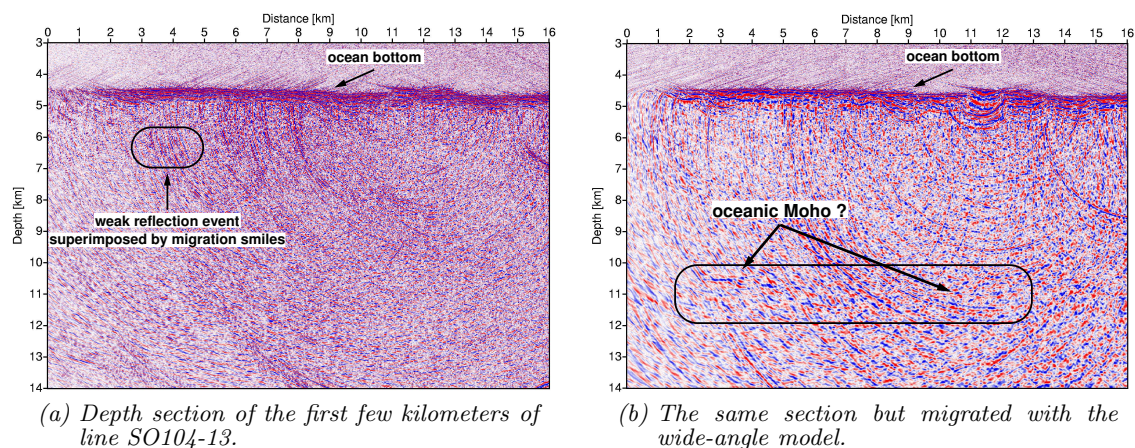 Distance [km]
0 1 2 3 4 5 6 7 8 9 10 11 12 13 14 15 16
3
4
5
6
7
8
9
10
11
12
13
14
Depth [km]
ocean bottom
weak reflection event
superimposed by migration smiles
(a) Depth section of the first few kilometers of
line SO104-13.
Distance [km]
0 1 2 3 4 5 6 7 8 9 10 11 12 13 14 15 16
3
4
5
6
7
8
9
10
11
12
13
14
Depth [km]
ocean bottom
oceanic Moho ?
(b) The same section but migrated with the
wide-angle model.